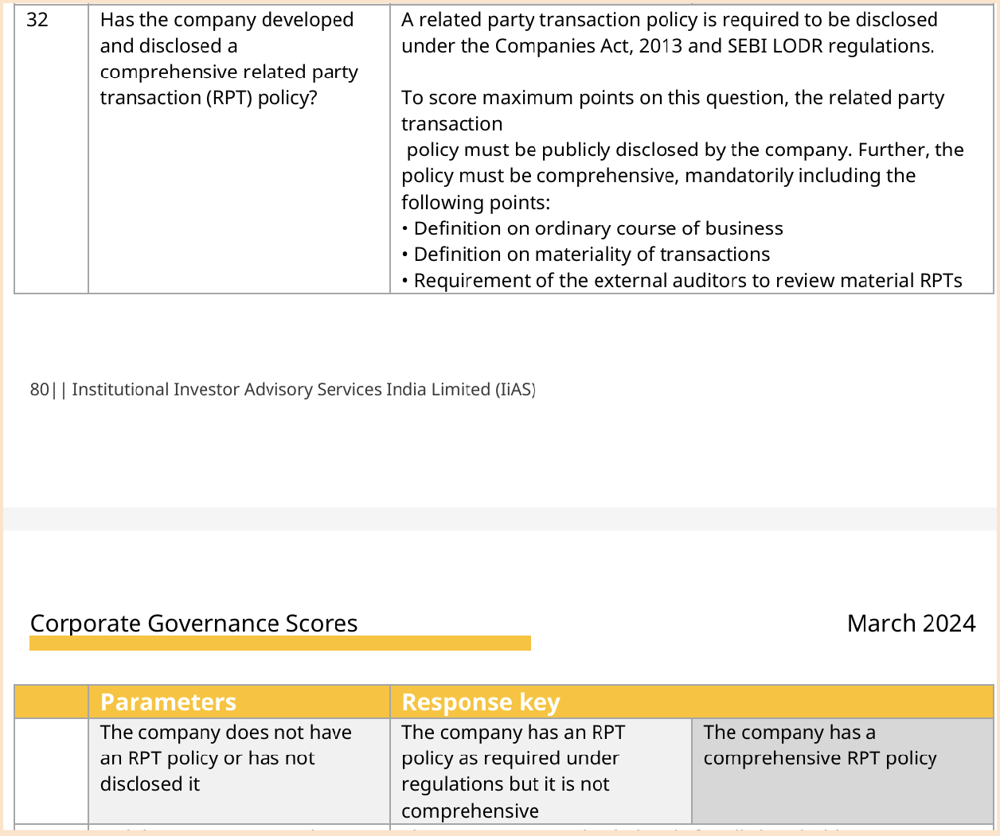 32
Has the company developed
and disclosed a
comprehensive related party
transaction (RPT) policy?
A related party transaction policy is required to be disclosed
under the Companies Act, 2013 and SEBI LODR regulations.
To score maximum points on this question, the related party
transaction
policy must be publicly disclosed by the company. Further, the
policy must be comprehensive, mandatorily including the
following points:
• Definition on ordinary course of business
• Definition on materiality of transactions
• Requirement of the external auditors to review material RPTs
80|| Institutional Investor Advisory Services India Limited (IiAS)
Corporate Governance Scores
March 2024
Parameters
Response key
The company does not have
an RPT policy or has not
disclosed it
The company has an RPT
policy as required under
regulations but it is not
comprehensive
The company has a
comprehensive RPT policy